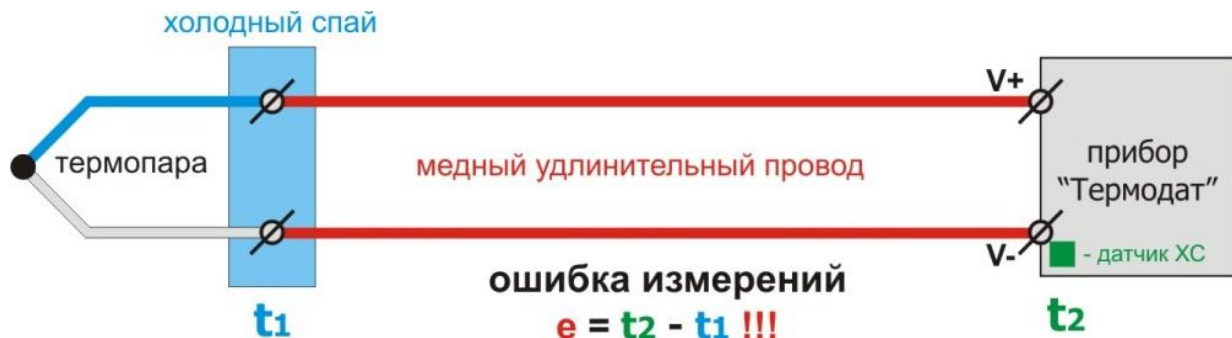 холодный спай
V+
термопара
медный удлинительный провод
прибор
“Термодат”
V-
- датчик ХС
ошибка измерений
e = t2 - t1 !!!
t1
t2